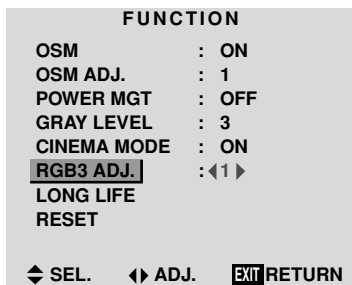 FUNCTION
OSM : ON
OSM ADJ. : 1
POWER MGT : OFF
GRAY LEVEL : 3
CINEMA MODE : ON
RGB3 ADJ. : 1
LONG LIFE
RESET
SEL. ADJ. EXIT RETURN